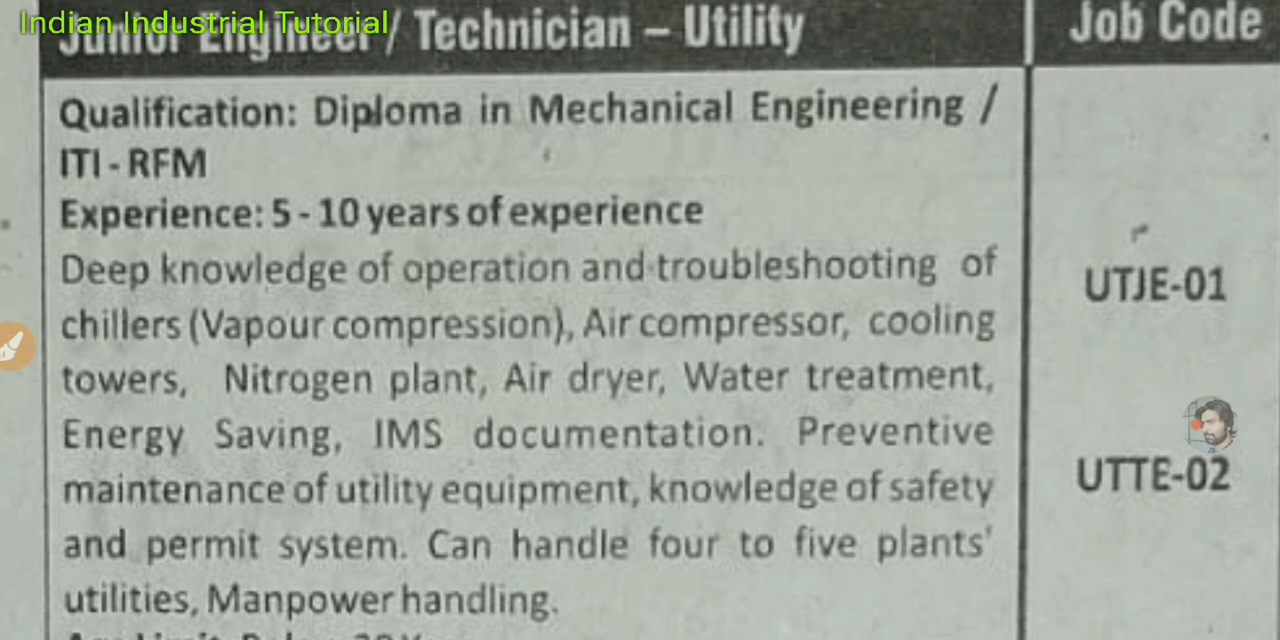 Indian Industrial Tutorial
Junior Engineer / Technician – Utility
Job Code
Qualification: Diploma in Mechanical Engineering /
ITI - RFM
Experience: 5 - 10 years of experience
Deep knowledge of operation and troubleshooting of
chillers (Vapour compression), Air compressor, cooling
towers, Nitrogen plant, Air dryer, Water treatment,
Energy Saving, IMS documentation. Preventive
maintenance of utility equipment, knowledge of safety
and permit system. Can handle four to five plants'
utilities, Manpower handling.
UTJE-01
UTTE-02